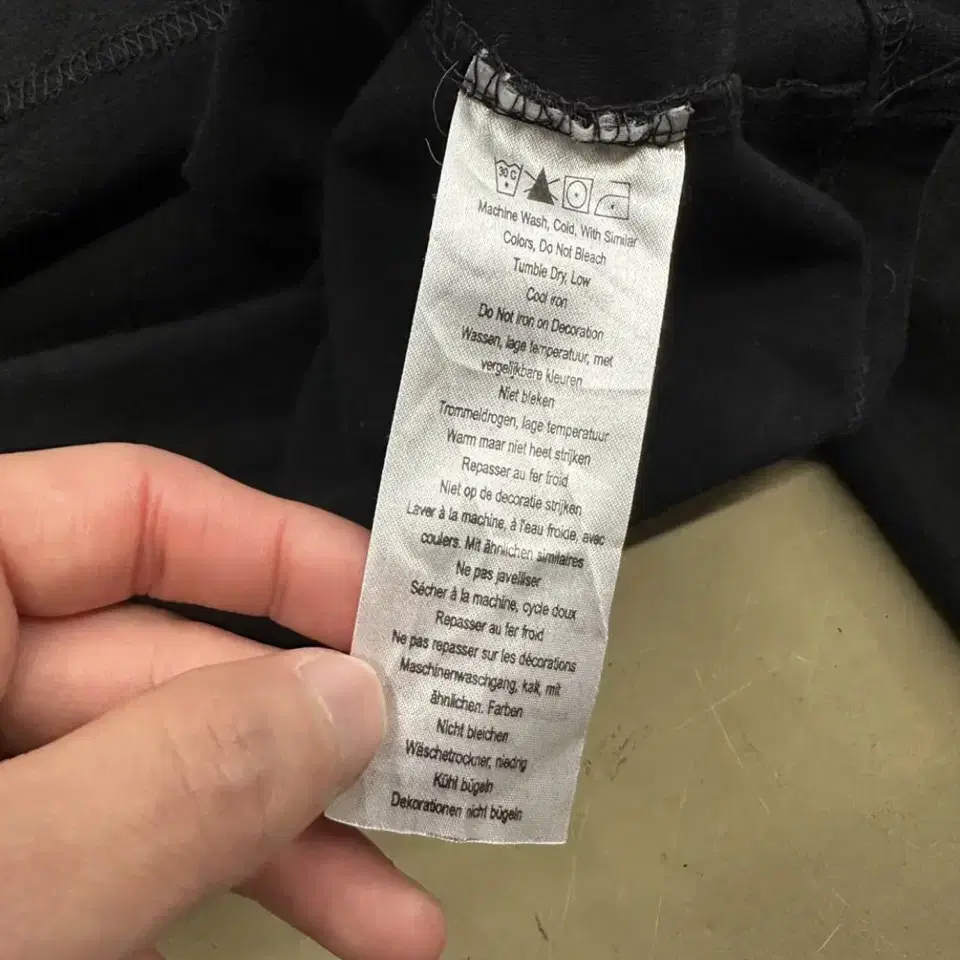 30 C
Machine Wash, Cold, With Similar
Colors, Do Not Bleach
Tumble Dry, Low
Cool iron
Do Not Iron on Decoration
Wassen, lage temperatuur, met
vergelijkbare kleuren
Niet bleken
Trommeldrogen, lage temperatuur
Warm maar niet heet strijken
Repasser au fer froid
Niet op de decoratie strijken
Laver à la machine, à l'eau froide, avec
coulers. Mit ähnlichen similaires
Ne pas javelliser
Sécher à la machine, cycle doux
Repasser au fer froid
Ne pas repasser sur les décorations
Maschinenwaschgang, kalt, mit
ähnlichen. Farben
Nicht bleichen
Wäschetrockner, niedrig
Kühl bügeln
Dekorationen nicht bügeln